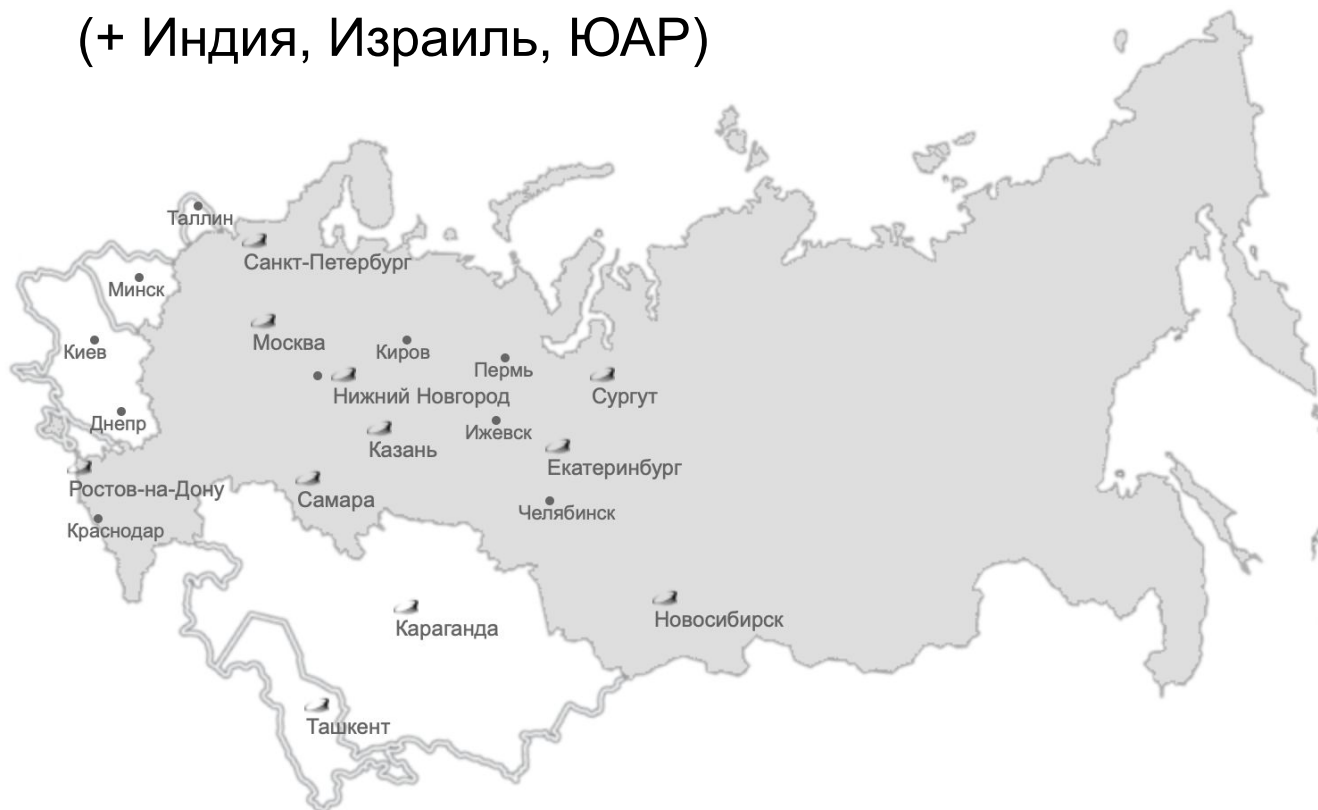 (+ Индия, Израиль, ЮАР)
Таллин
Санкт-Петербург
Минск
Москва
Киев
Киров
Пермь
Нижний Новгород
Сургут
Днепр
Ижевск
Казань
Екатеринбург
Ростов-на-Дону
Самара
Челябинск
Краснодар
Караганда
Новосибирск
Ташкент